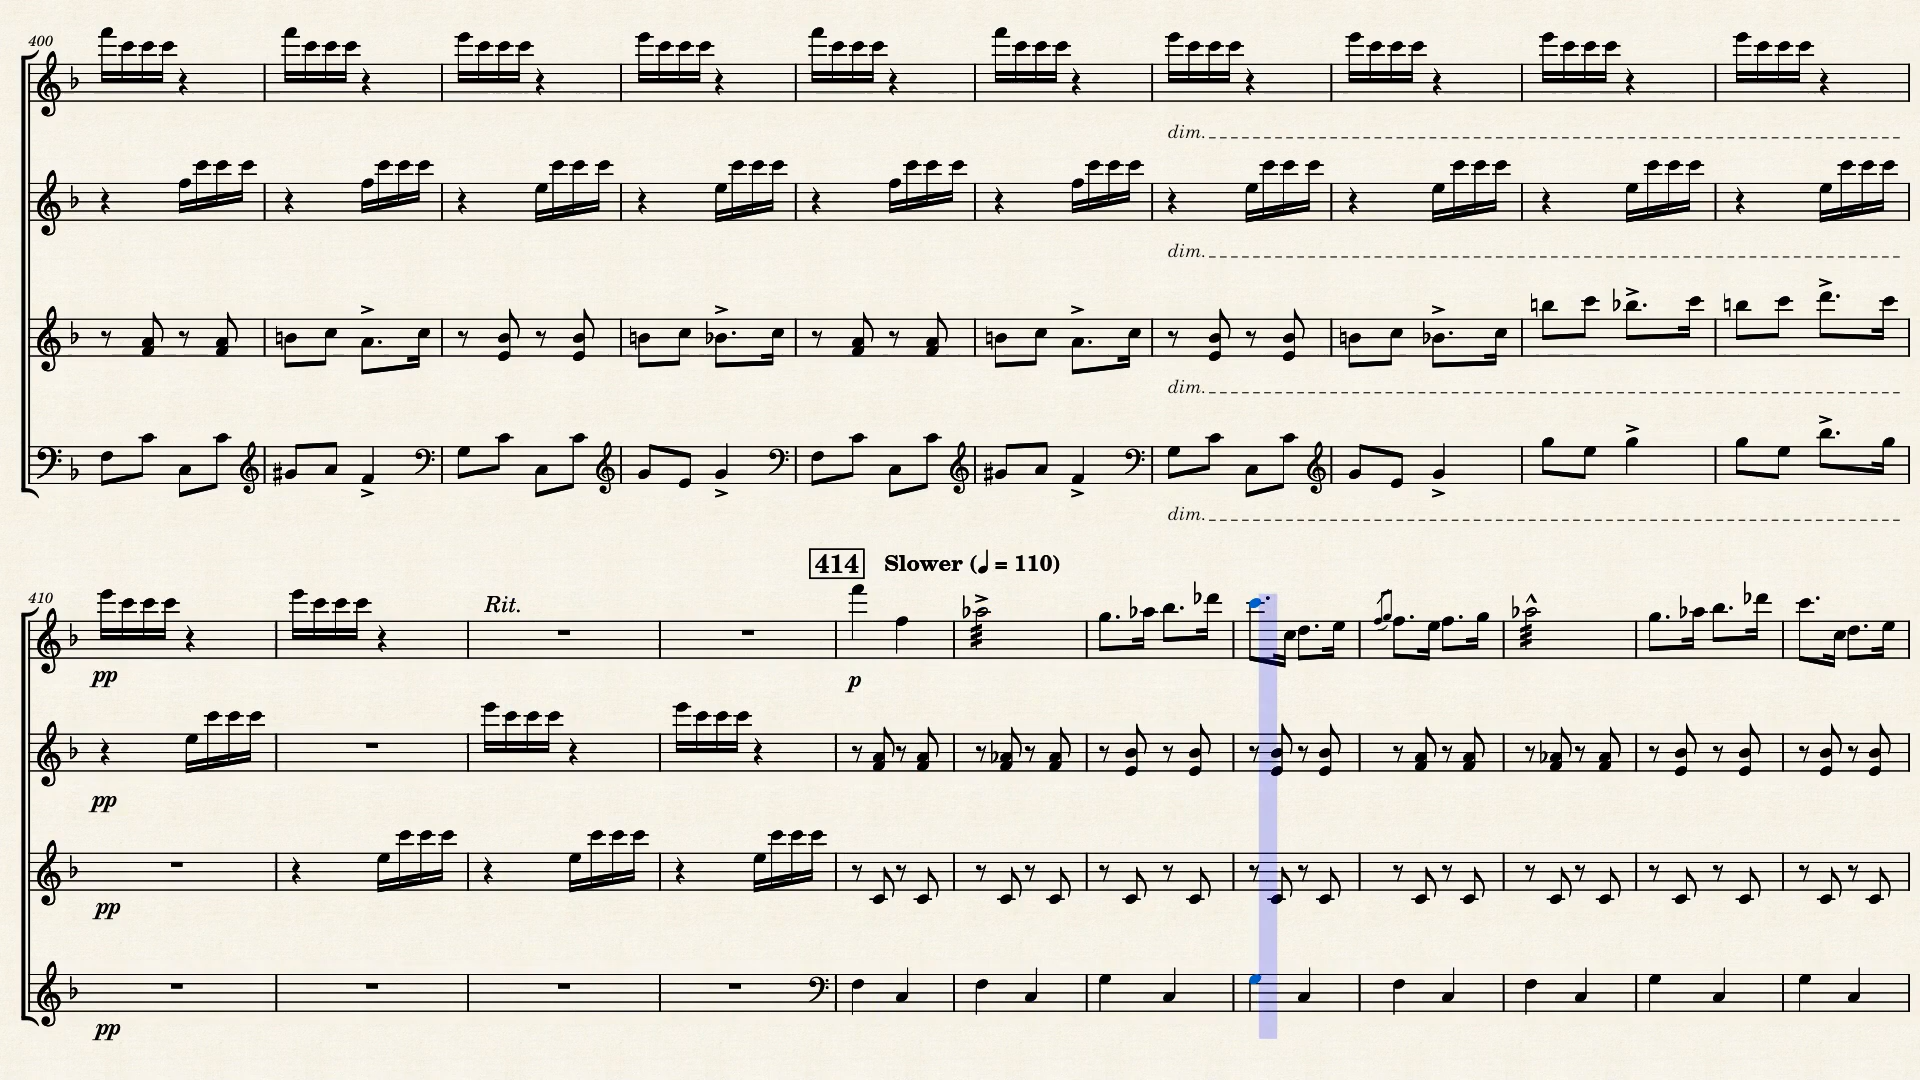 400
dim.
dim.
dim.
dim.
414 Slower (♩ = 110)
410
Rit.
pp
p
pp
pp
pp